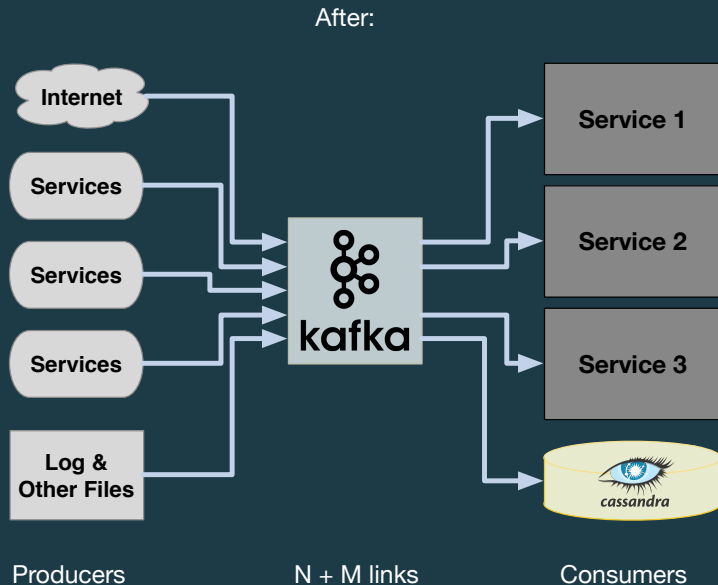 After:
Internet
Services
Services
Services
Log &
Other Files
kafka
Service 1
Service 2
Service 3
cassandra
Producers
N + M links
Consumers